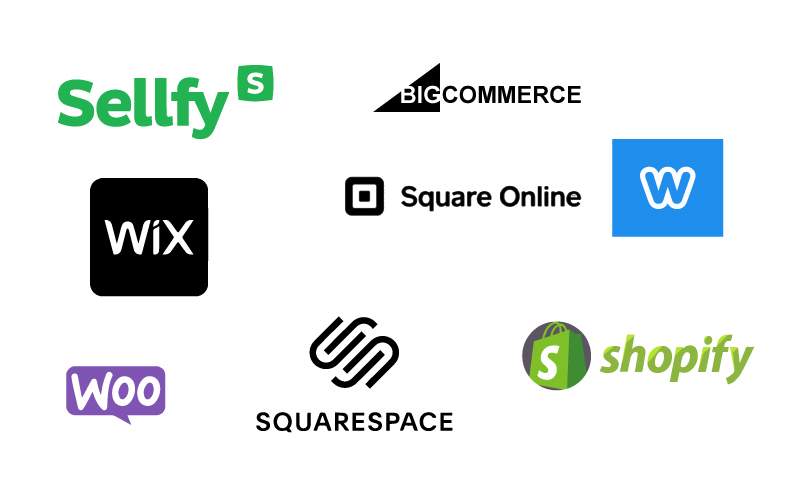 Sellfy S
BIGCOMMERCE
WiX
Square Online
W
WOO
SQUARESPACE
S shopify